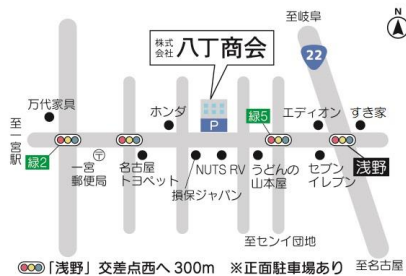 N
至岐阜
22
株式
会社 八丁商会
万代家具
ホンダ
P
緑5
エディオン
すき家
至一宮駅
緑2
一宮
郵便局
〒
名古屋
トヨペット
損保ジャパン
NUTS RV
うどんの
山本屋
セブン
イレブン
浅野
至センイ団地
至名古屋
「浅野」交差点西へ300m ※正面駐車場あり